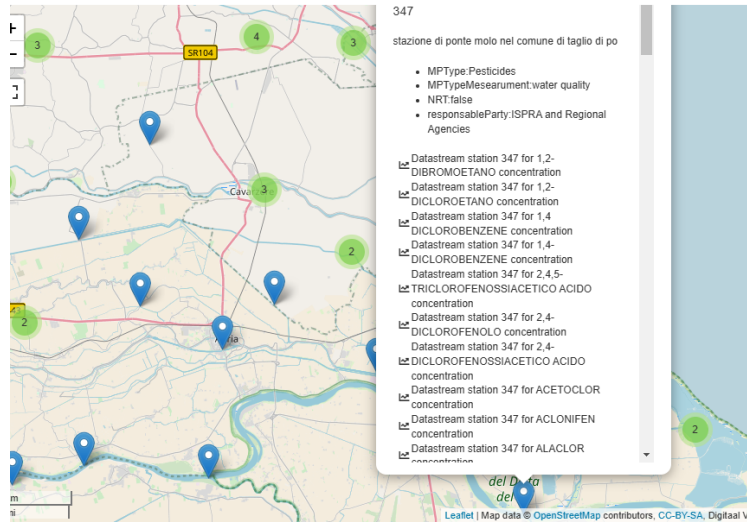 347
stazione di ponte molo nel comune di taglio di po
MPType:Pesticides
MPTypeMesearument:water quality
NRT:false
responsableParty:ISPRA and Regional
Agencies
Datastream station 347 for 1,2-
DIBROMOETANO concentration
Datastream station 347 for 1,2-
DICLOROETANO concentration
Datastream station 347 for 1,4
DICLOROBENZENE concentration
Datastream station 347 for 1,4-
DICLOROBENZENE concentration
Datastream station 347 for 2,4,5-
TRICLOROFENOSSIACETICO ACIDO
concentration
Datastream station 347 for 2,4-
DICLOROFENOLO concentration
Datastream station 347 for 2,4-
DICLOROFENOSSIACETICO ACIDO
concentration
Datastream station 347 for ACETOCLOR
concentration
Datastream station 347 for ACLONIFEN
concentration
Datastream station 347 for ALACLOR
concentration
+
−
3
4
3
SR104
3
2
2
2
del
Leaflet | Map data © OpenStreetMap contributors, CC-BY-SA, Digitaal V